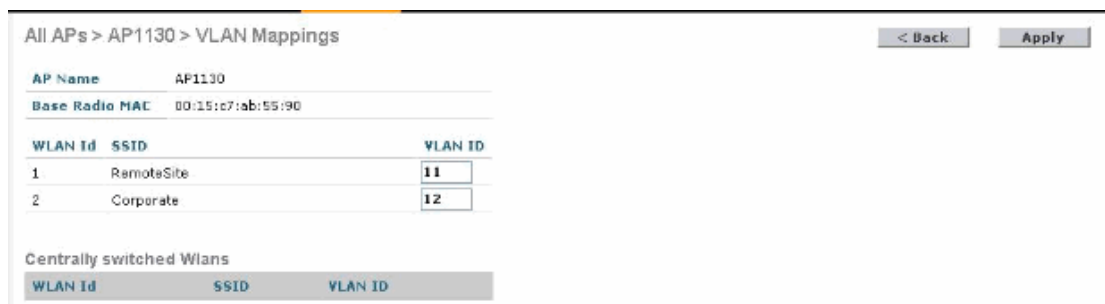 All APs > AP1130 > VLAN Mappings
< Back
Apply
AP Name AP1130
Base Radio MAC 00:15:c7:ab:55:90
WLAN Id SSID VLAN ID
1 RemoteSite 11
2 Corporate 12
Centrally switched Wlans
WLAN Id SSID VLAN ID